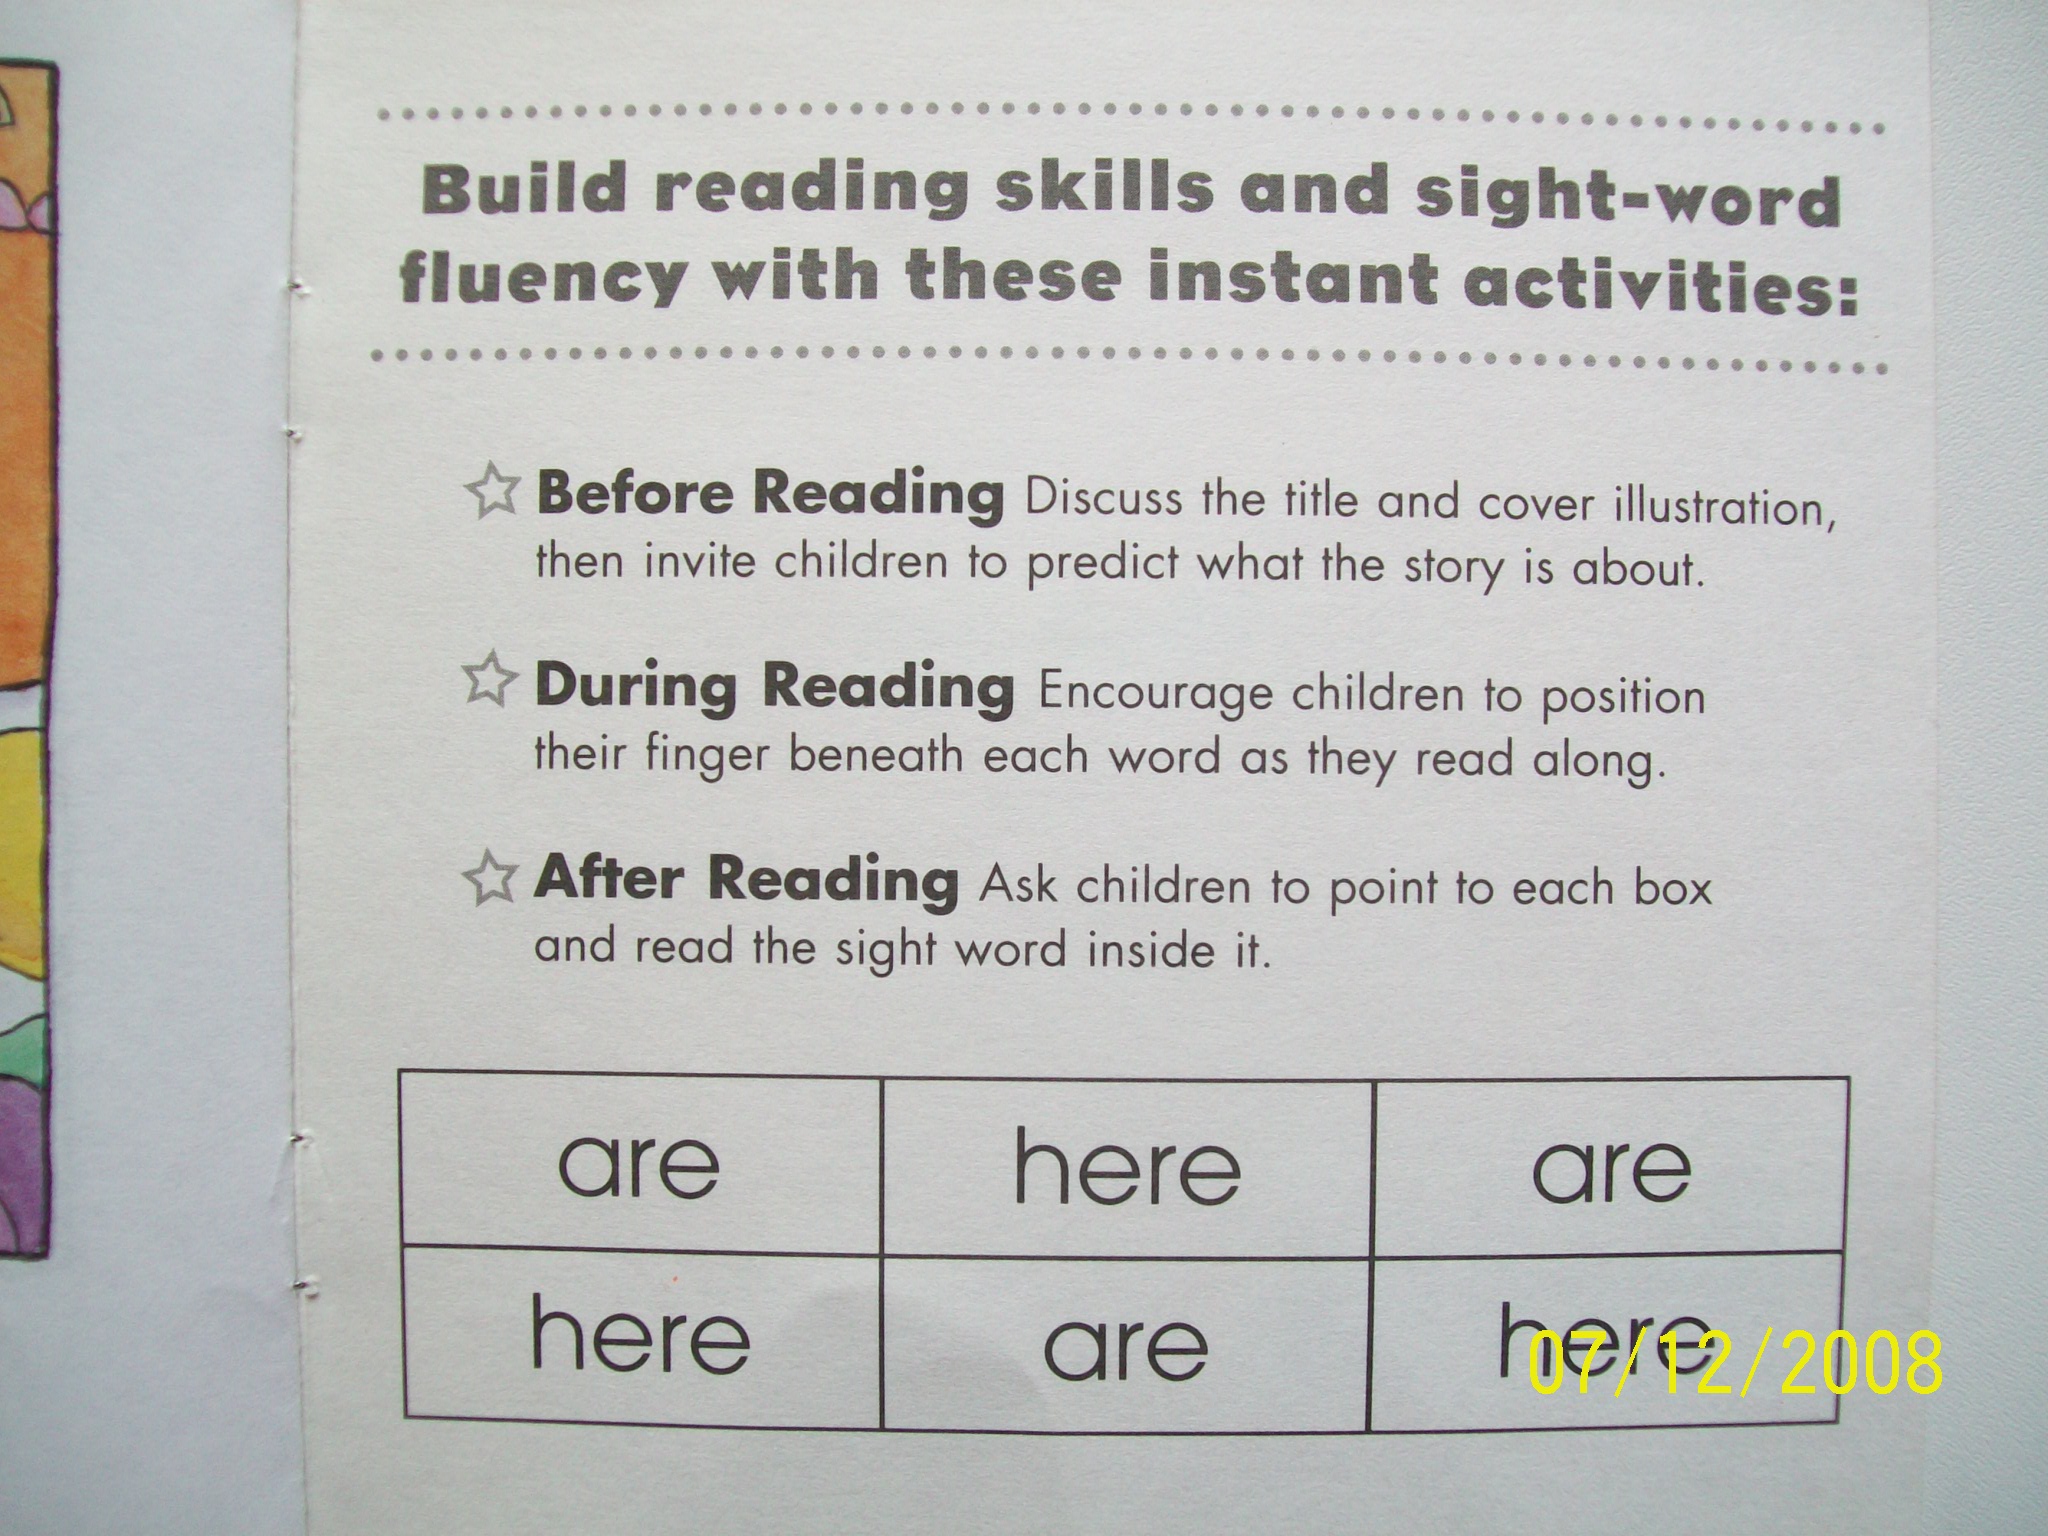 Build reading skills and sight-word
fluency with these instant activities:
Before Reading Discuss the title and cover illustration,
then invite children to predict what the story is about.
During Reading Encourage children to position
their finger beneath each word as they read along.
After Reading Ask children to point to each box
and read the sight word inside it.
are here are
here are here
07/12/2008